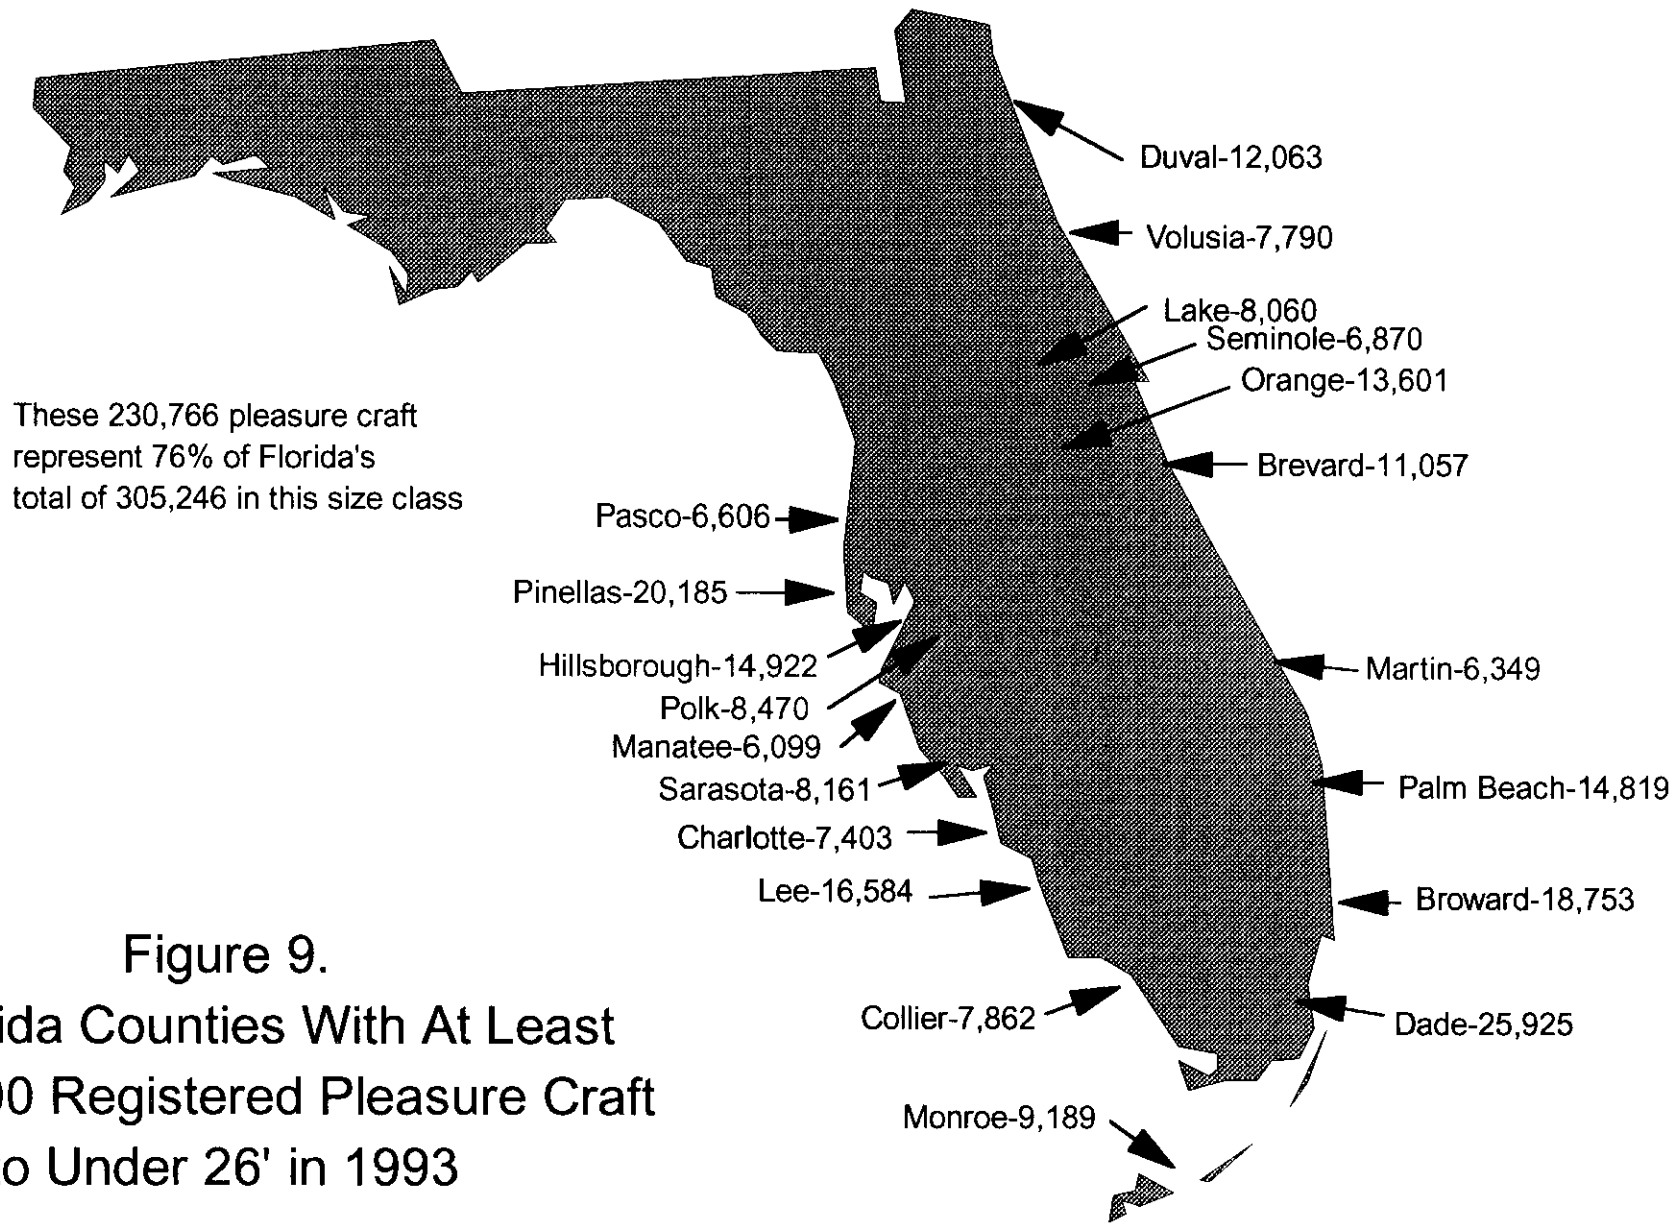 Duval-12,063
Volusia-7,790
Lake-8,060
Seminole-6,870
Orange-13,601
These 230,766 pleasure craft
represent 76% of Florida's
total of 305,246 in this size class
Brevard-11,057
Pasco-6,606
Pinellas-20,185
Hillsborough-14,922
Martin-6,349
Polk-8,470
Manatee-6,099
Sarasota-8,161
Palm Beach-14,819
Charlotte-7,403
Lee-16,584
Broward-18,753
Figure 9.
ida Counties With At Least
0 Registered Pleasure Craft
o Under 26' in 1993
Collier-7,862
Dade-25,925
Monroe-9,189